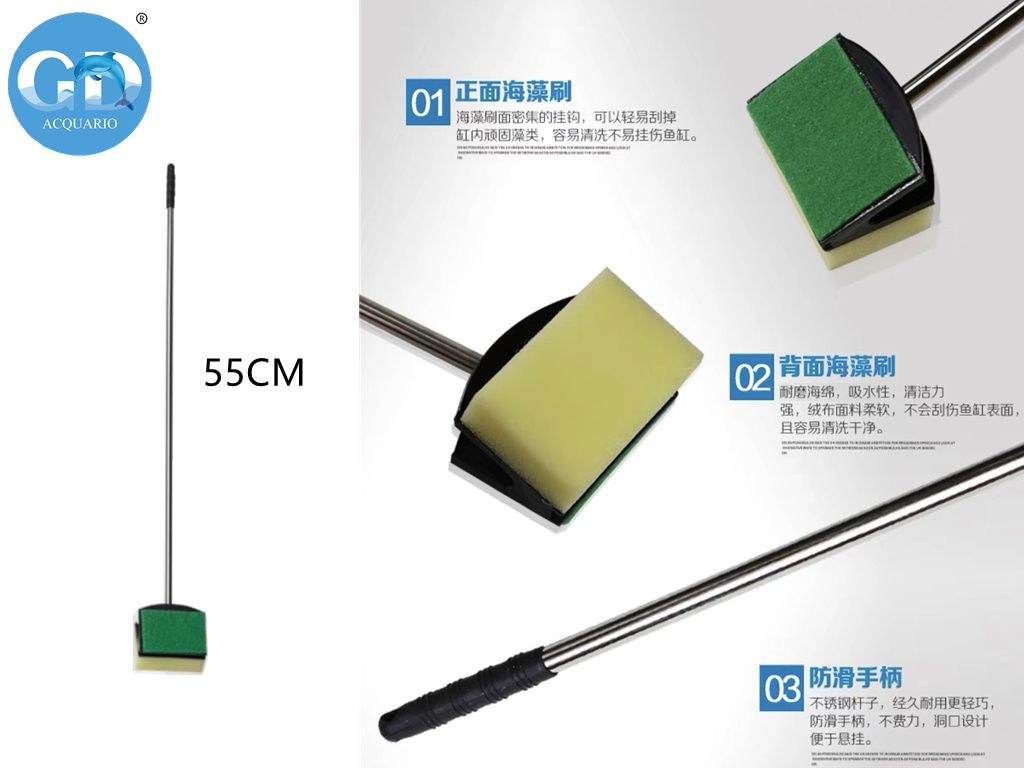 GD
®
ACQUARIO
55CM
01
正面海藻刷
海藻刷面密集的挂钩，可以轻易刮掉
缸内顽固藻类，容易清洗不易挂伤鱼缸。
02
背面海藻刷
耐磨海绵，吸水性，清洁力
强，绒布面料柔软，不会刮伤鱼缸表面，
且容易清洗干净。
03
防滑手柄
不锈钢杆子，经久耐用更轻巧，
防滑手柄，不费力，洞口设计
便于悬挂。